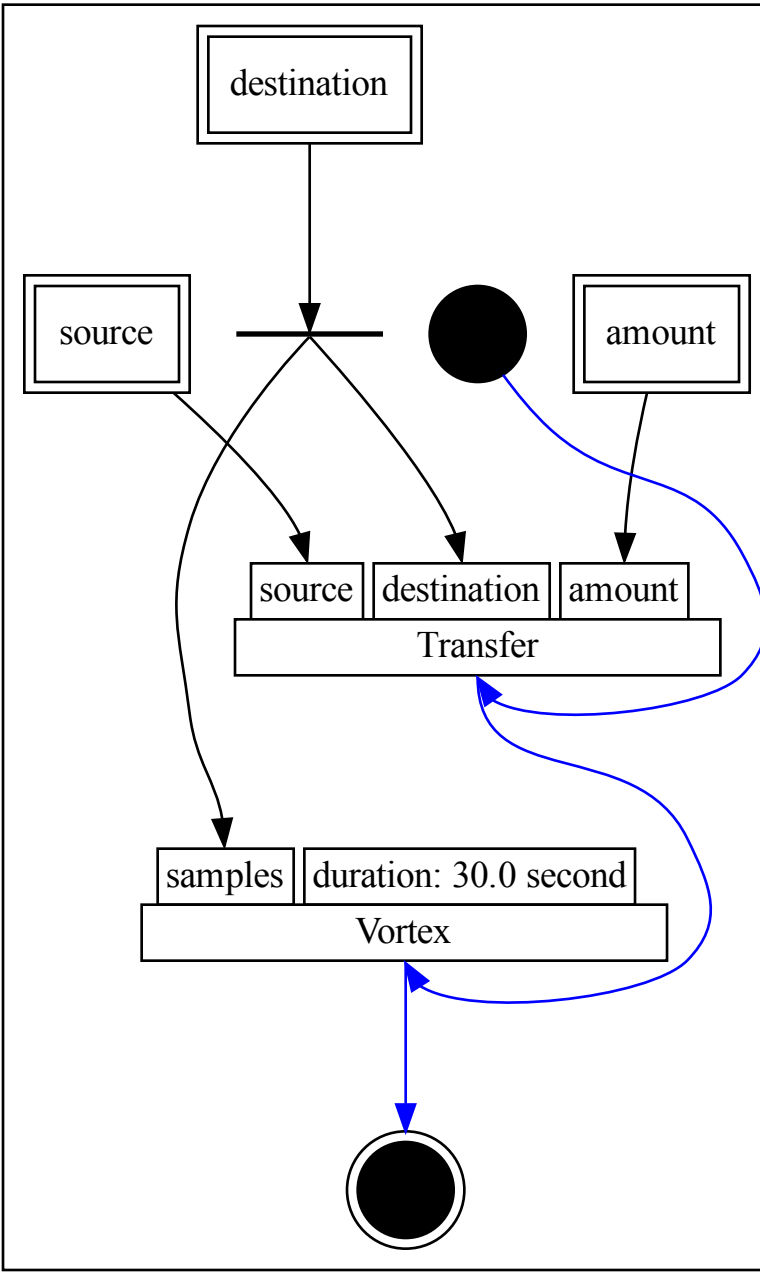 destination
source
amount
source
destination
amount
Transfer
samples
duration: 30.0 second
Vortex